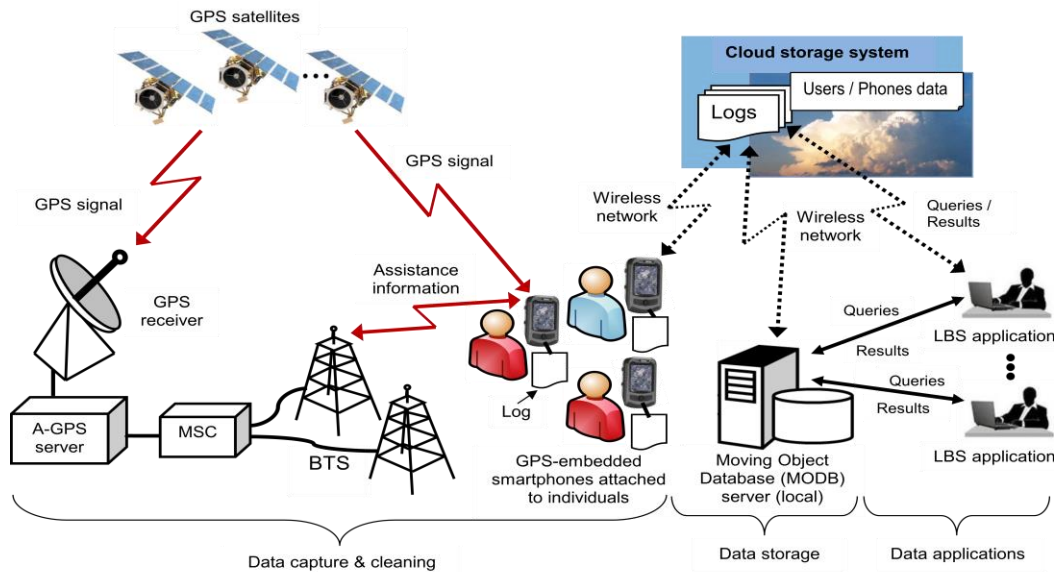 GPS satellites
Cloud storage system
Users / Phones data
Logs
GPS signal
GPS signal
Wireless
network
Wireless
network
Queries /
Results
Assistance
information
GPS
receiver
Queries
Results
LBS application
Queries
Results
LBS application
A-GPS
server
MSC
BTS
Log
GPS-embedded
smartphones attached
to individuals
Moving Object
Database (MODB)
server (local)
Data capture & cleaning
Data storage
Data applications